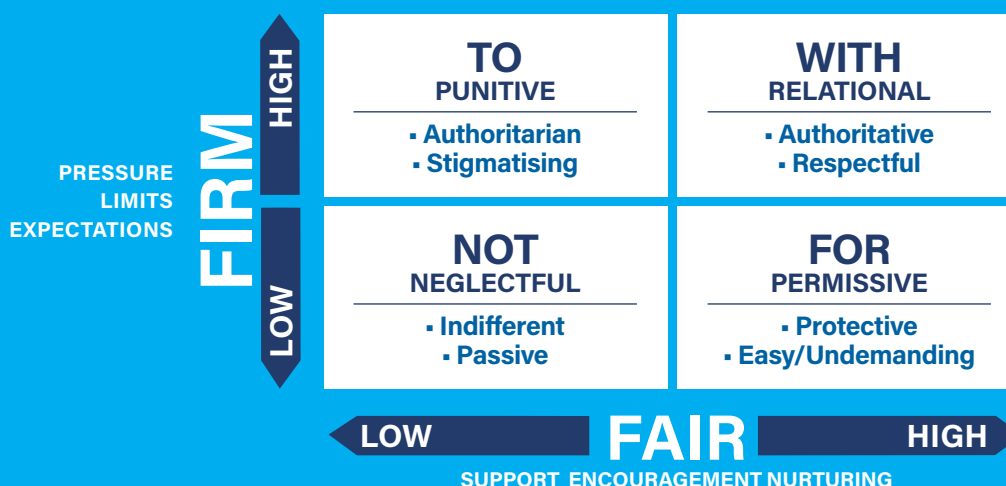 HIGH
FIRM
LOW
PRESSURE
LIMITS
EXPECTATIONS
TO
PUNITIVE
▪ Authoritarian
▪ Stigmatising
WITH
RELATIONAL
▪ Authoritative
▪ Respectful
NOT
NEGLECTFUL
▪ Indifferent
▪ Passive
FOR
PERMISSIVE
▪ Protective
▪ Easy/Undemanding
LOW FAIR HIGH
SUPPORT ENCOURAGEMENT NURTURING